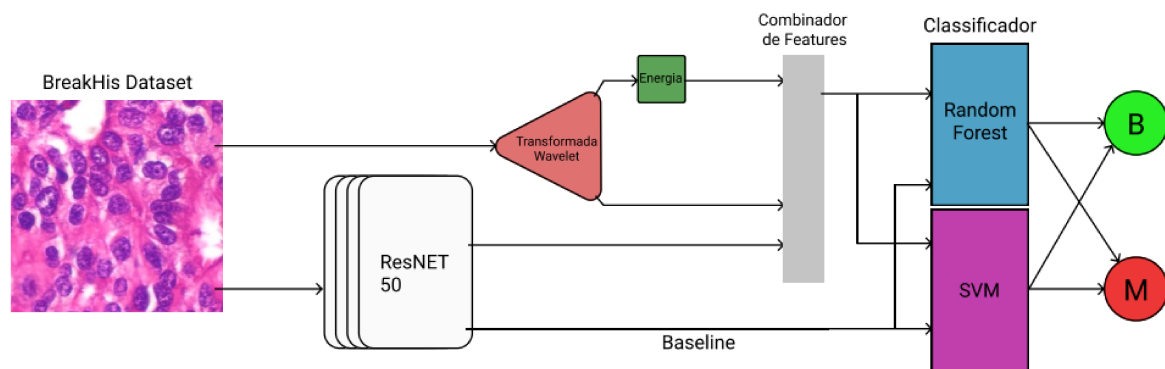 BreakHis Dataset
Transformada
Wavelet
Energia
ResNET
50
Baseline
Combinador
de Features
Classificador
Random
Forest
SVM
B
M